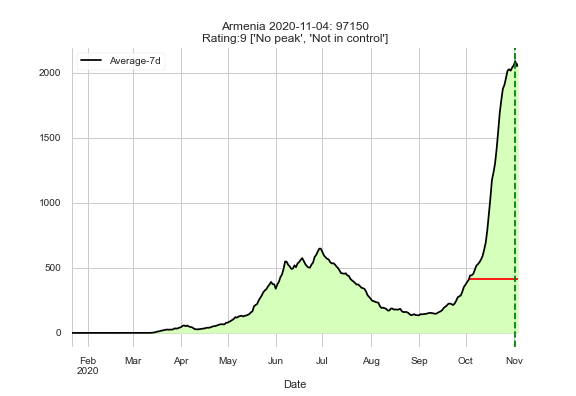 Armenia 2020-11-04: 97150
Rating:9 ['No peak', 'Not in control']
Average-7d
2000
1500
1000
500
0
Feb Mar Apr May Jun Jul Aug Sep Oct Nov
2020
Date